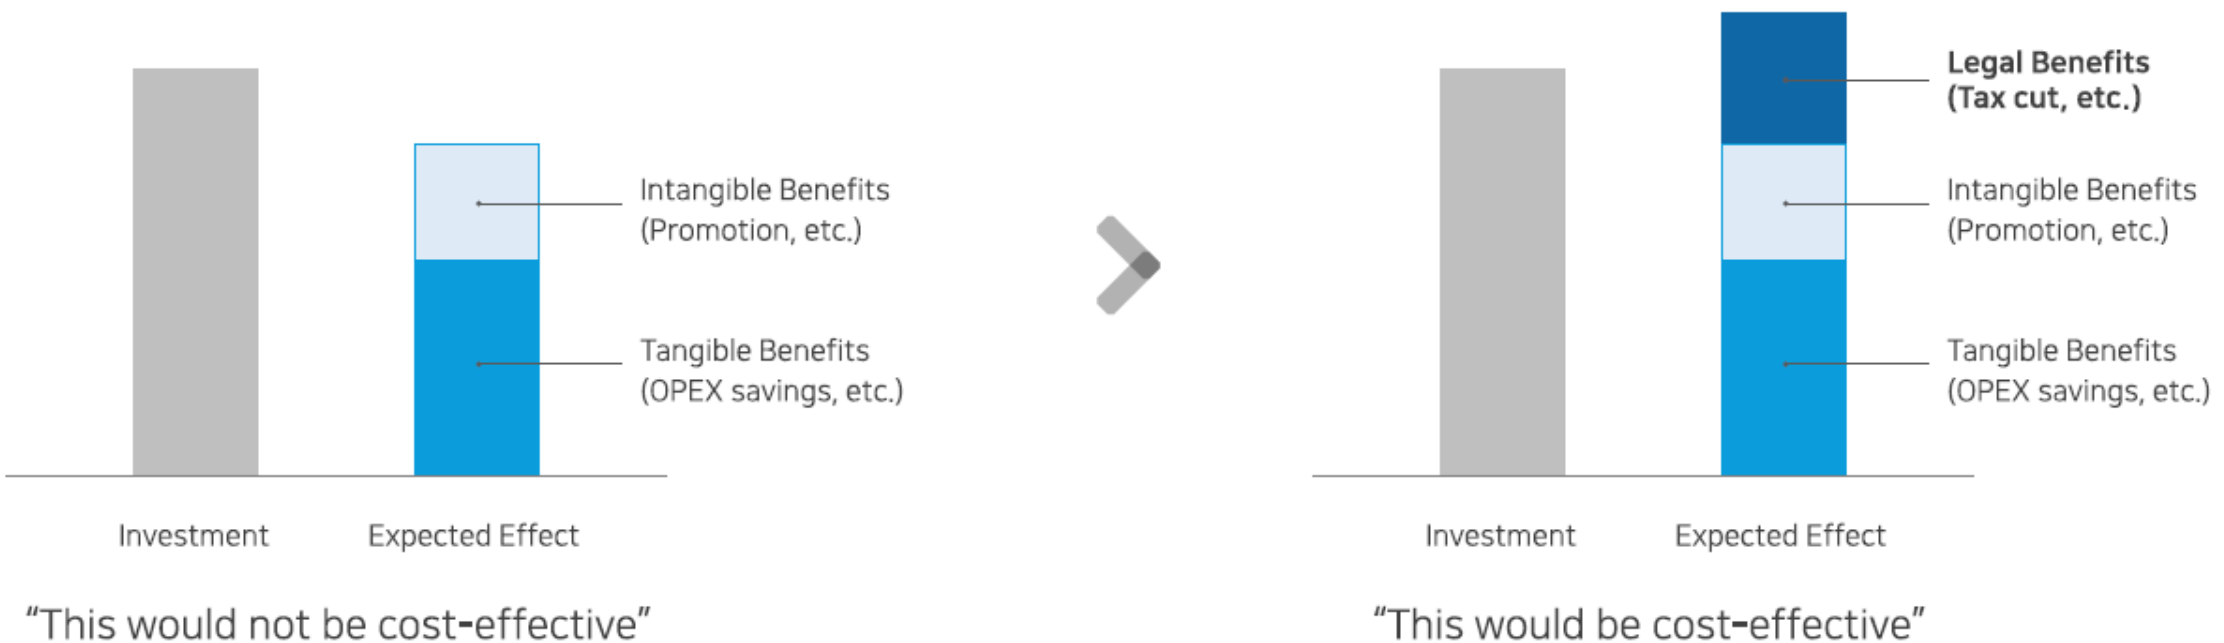 Intangible Benefits
(Promotion, etc.)
Tangible Benefits
(OPEX savings, etc.)
Investment
Expected Effect
“This would not be cost-effective”
Legal Benefits
(Tax cut, etc.)
Intangible Benefits
(Promotion, etc.)
Tangible Benefits
(OPEX savings, etc.)
Investment
Expected Effect
“This would be cost-effective”